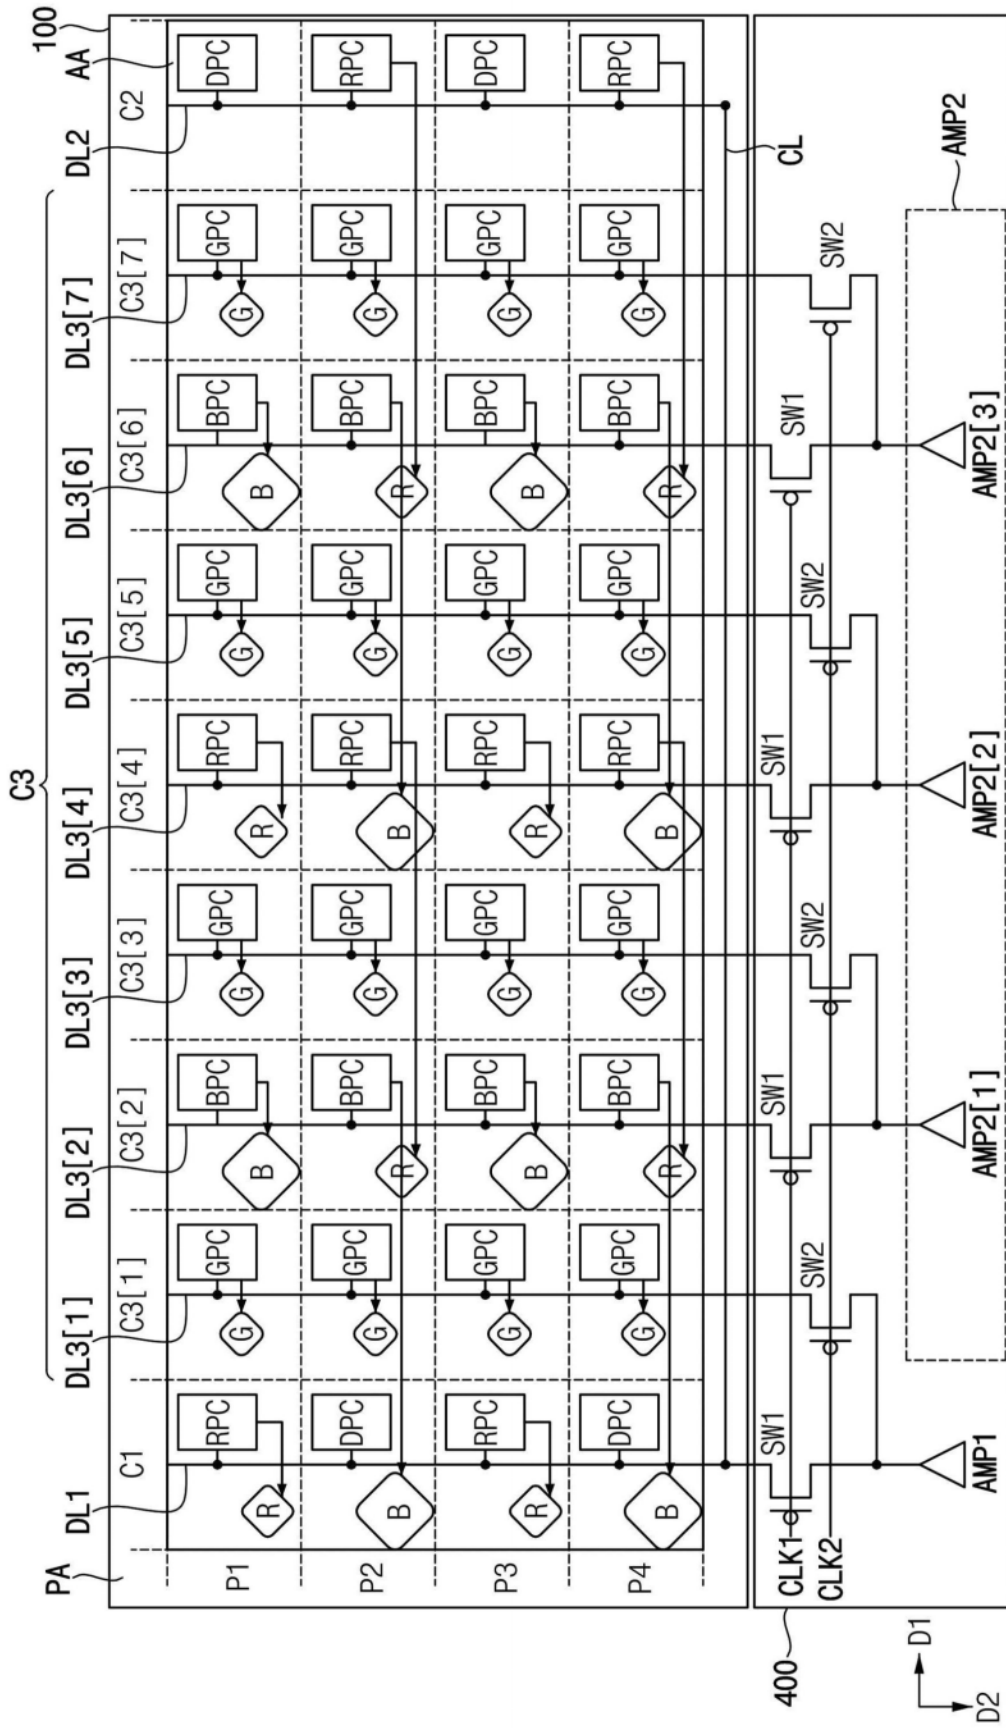 C3
100
DL1 DL3[1] DL3[2] DL3[3] DL3[4] DL3[5] DL3[6] DL3[7] DL2 AA
PA C1 C3[1] C3[2] C3[3] C3[4] C3[5] C3[6] C3[7] C2
RPC GPC BPC GPC RPC GPC BPC GPC DPC
P1 R G B G R G B G
DPC GPC BPC GPC RPC GPC BPC GPC RPC
P2 B G R G B G R G
RPC GPC BPC GPC RPC GPC BPC GPC DPC
P3 R G B G R G B G
DPC GPC BPC GPC RPC GPC BPC GPC RPC
P4 B G R G B G R G
CL
400 CLK1 SW1 SW1 SW1 SW1
CLK2 SW2 SW2 SW2 SW2
AMP2
AMP1 AMP2[1] AMP2[2] AMP2[3]
D1
D2